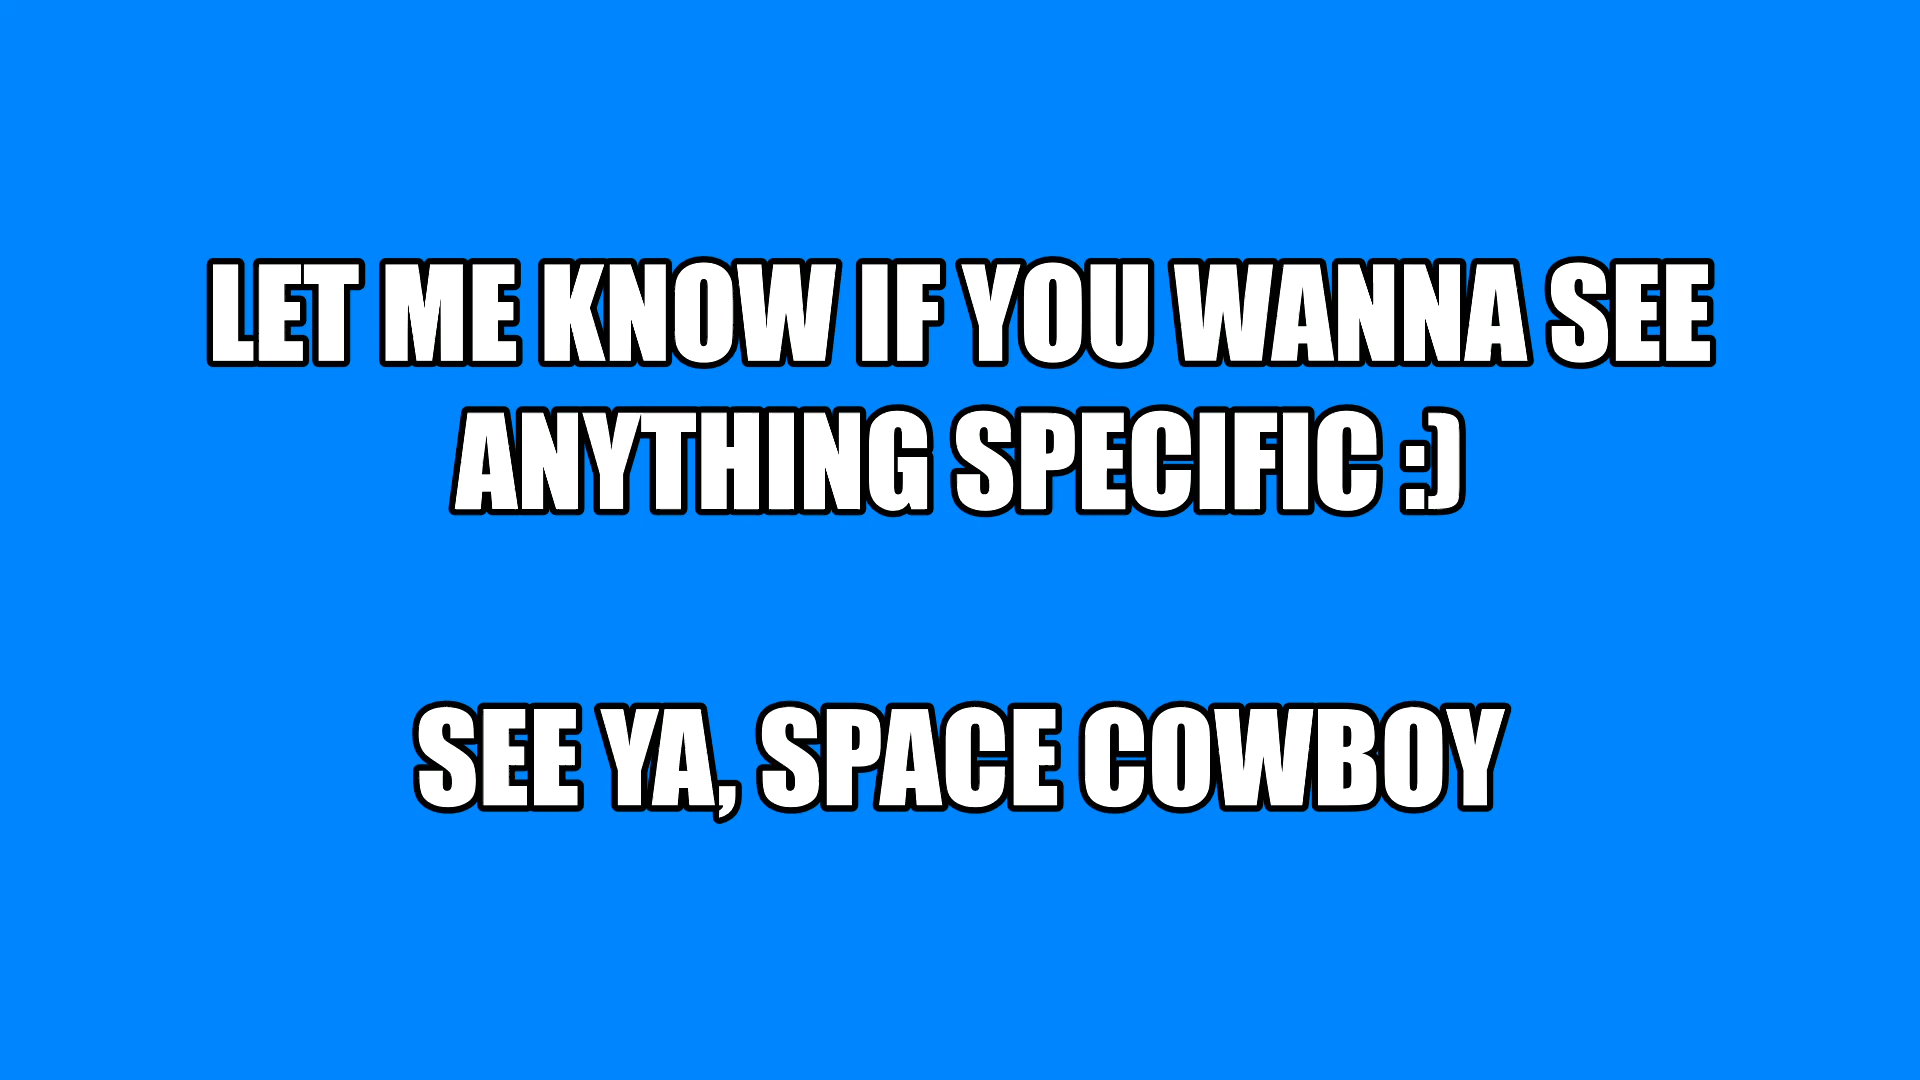 LET ME KNOW IF YOU WANNA SEE
ANYTHING SPECIFIC :)
SEE YA, SPACE COWBOY